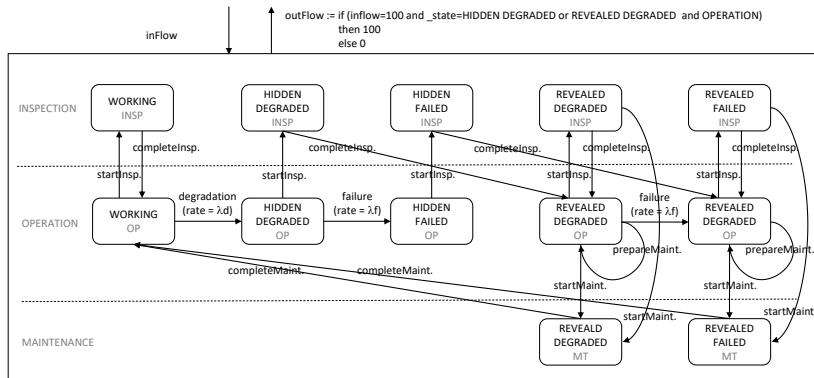 outFlow := if (inflow=100 and _state=HIDDEN DEGRADED or REVEALED DEGRADED and OPERATION)
then 100
else 0
inFlow
INSPECTION
WORKING
INSP
HIDDEN
DEGRADED
INSP
HIDDEN
FAILED
INSP
REVEALED
DEGRADED
INSP
REVEALED
FAILED
INSP
completeInsp.
completeInsp.
completeInsp.
completeInsp.
completeInsp.
startInsp.
startInsp.
startInsp.
startInsp.
startInsp.
OPERATION
WORKING
OP
degradation
(rate = λd)
HIDDEN
DEGRADED
OP
failure
(rate = λf)
HIDDEN
FAILED
OP
REVEALED
DEGRADED
OP
failure
(rate = λf)
REVEALED
DEGRADED
OP
prepareMaint.
prepareMaint.
completeMaint.
completeMaint.
startMaint.
startMaint.
startMaint.
startMaint.
MAINTENANCE
REVEALD
DEGRADED
MT
REVEALED
FAILED
MT